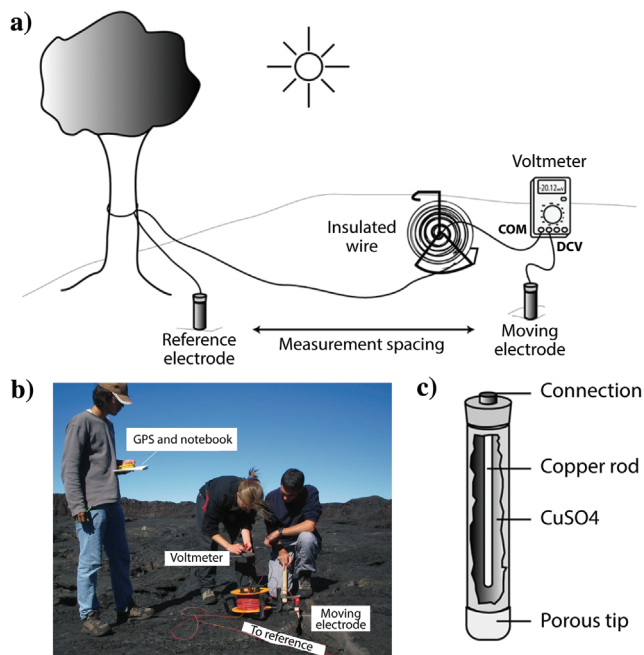 a)
Voltmeter
-20.12mV
Insulated
wire
COM
DCV
Reference
electrode
Measurement spacing
Moving
electrode
b)
GPS and notebook
Voltmeter
Moving
electrode
To reference
c)
Connection
Copper rod
CuSO4
Porous tip